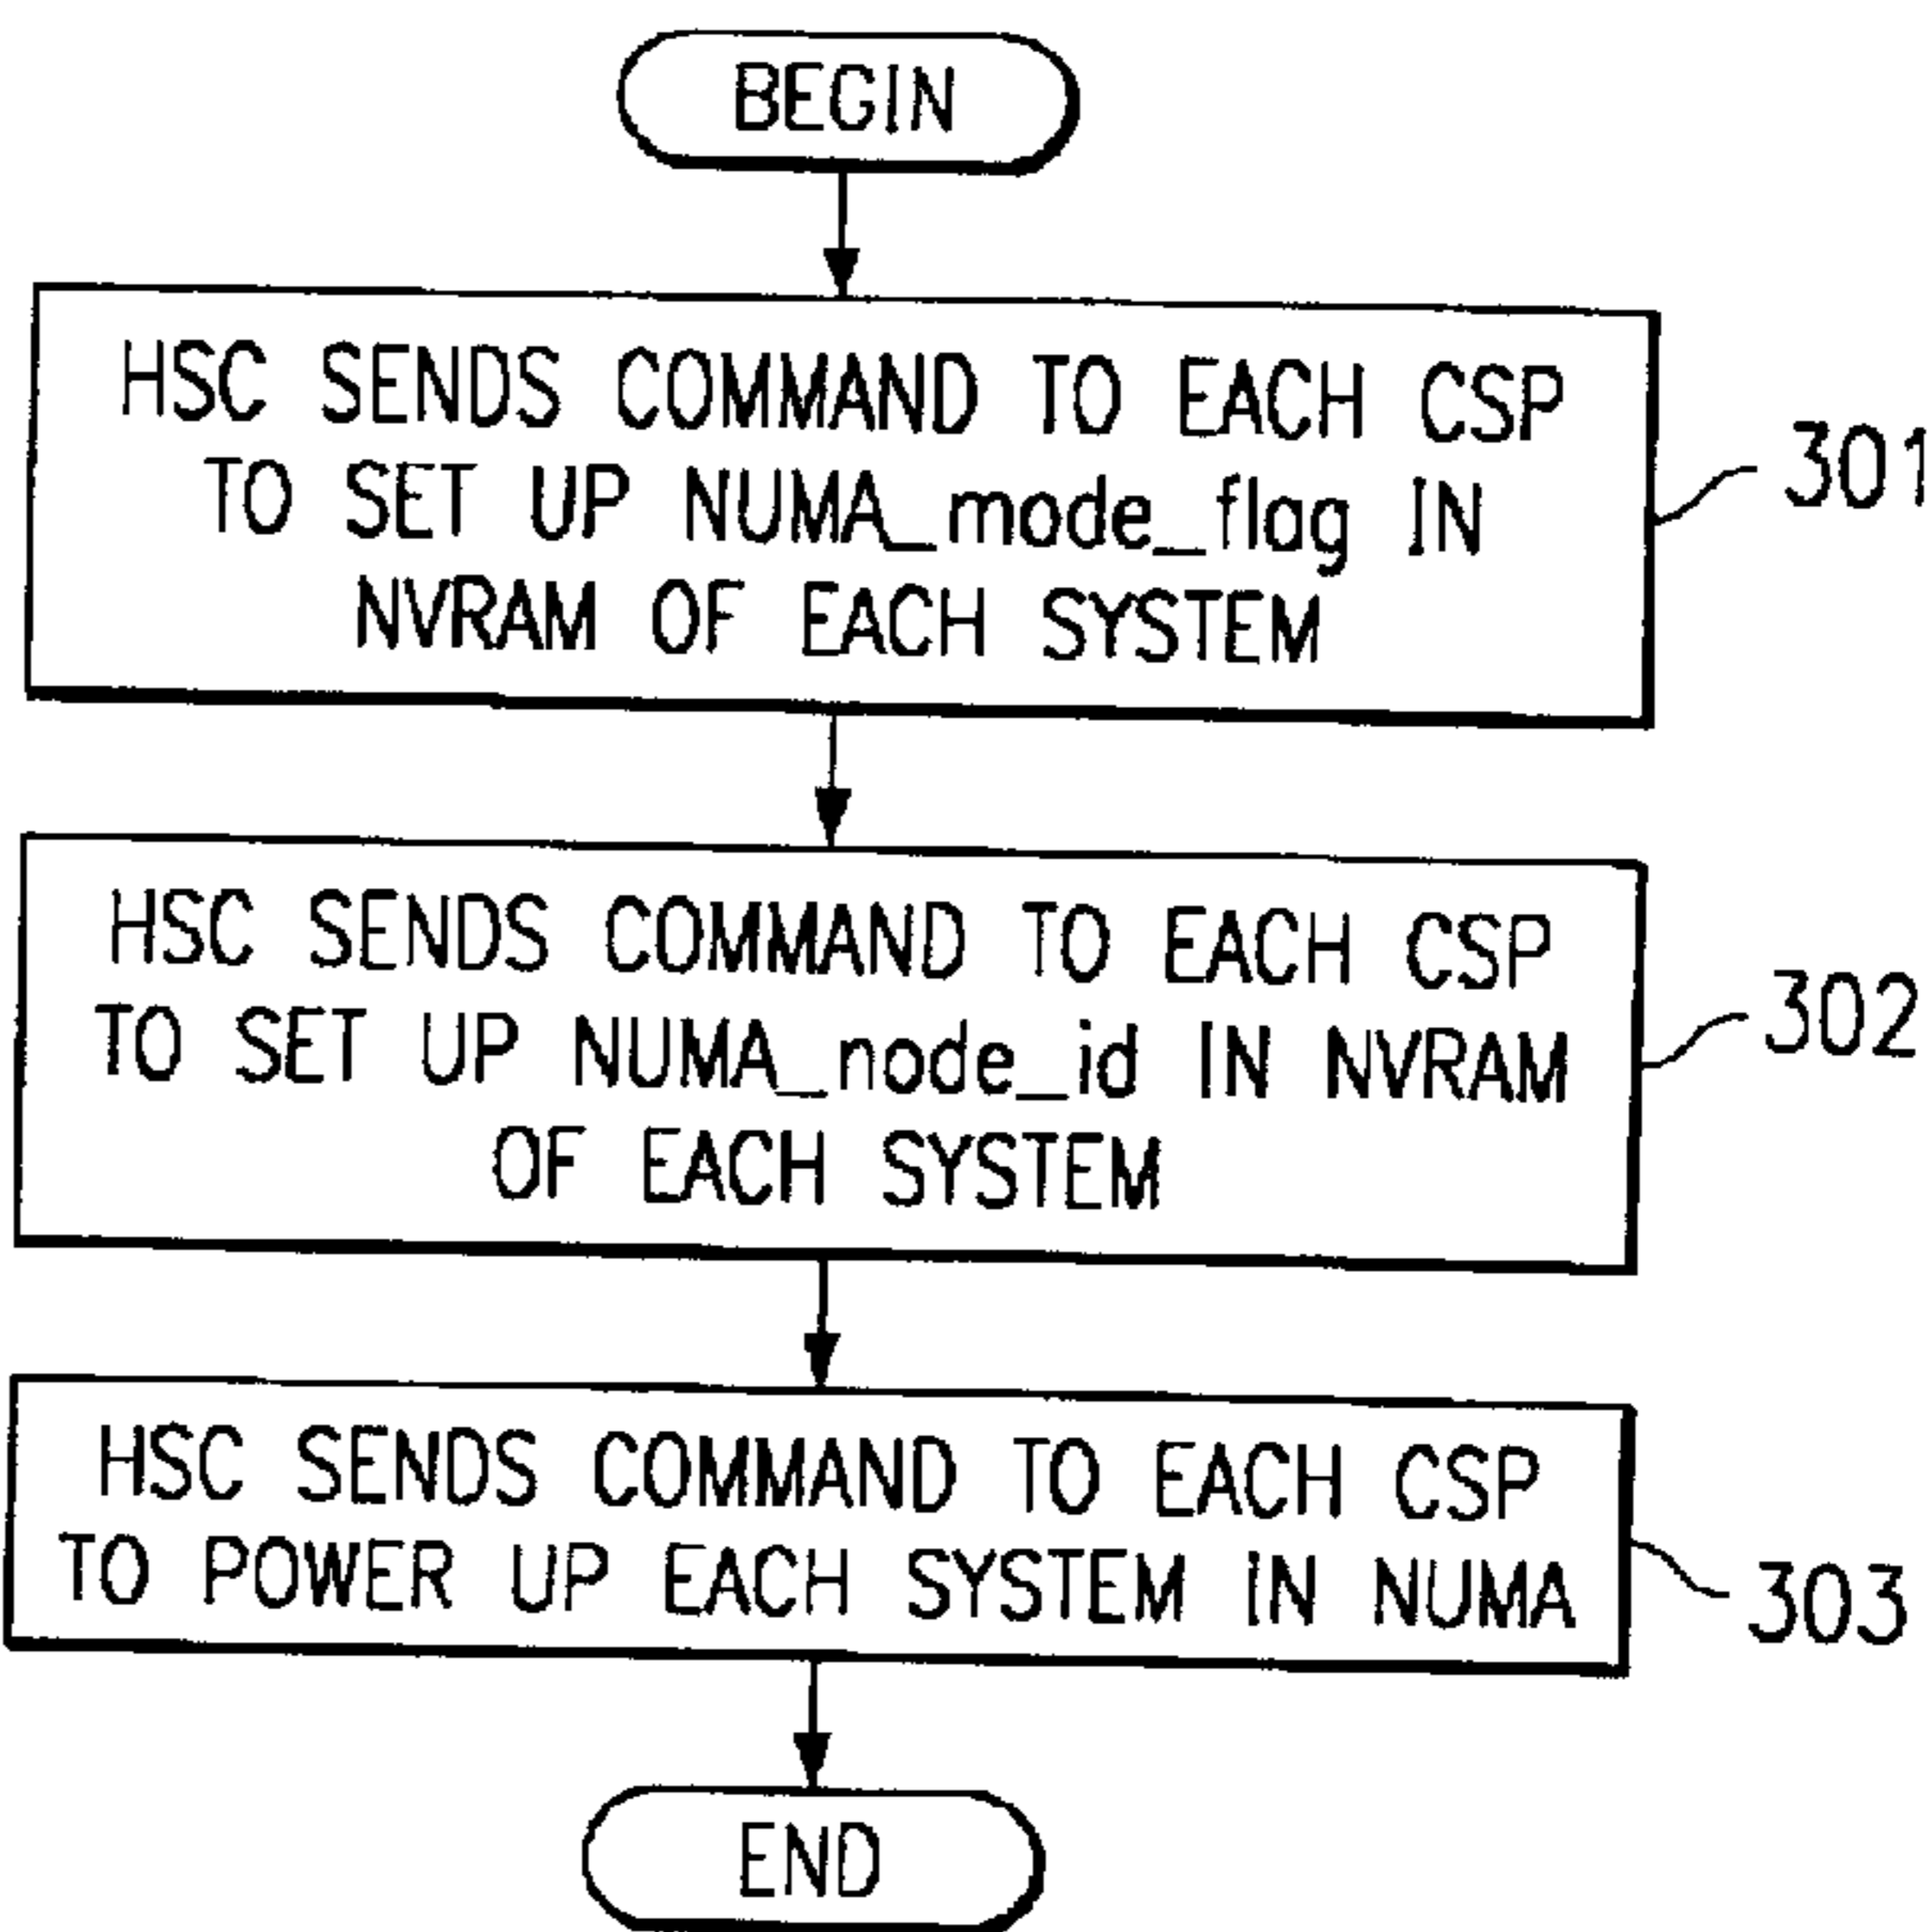 BEGIN
HSC SENDS COMMAND TO EACH CSP
TO SET UP NUMA_mode_flag IN
NVRAM OF EACH SYSTEM
301
HSC SENDS COMMAND TO EACH CSP
TO SET UP NUMA_node_id IN NVRAM
OF EACH SYSTEM
302
HSC SENDS COMMAND TO EACH CSP
TO POWER UP EACH SYSTEM IN NUMA
303
END